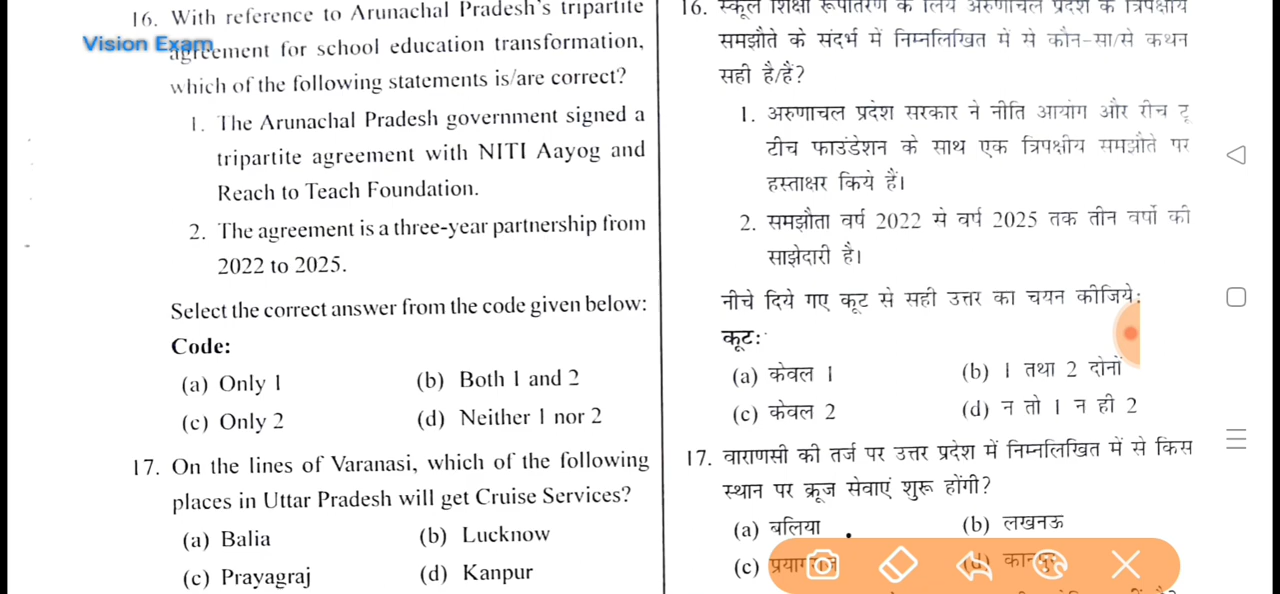 16. With reference to Arunachal Pradesh's tripartite
Vision Exam
agreement for school education transformation,
which of the following statements is/are correct?
1. The Arunachal Pradesh government signed a
tripartite agreement with NITI Aayog and
Reach to Teach Foundation.
2. The agreement is a three-year partnership from
2022 to 2025.
Select the correct answer from the code given below:
Code:
(a) Only 1
(b) Both 1 and 2
(c) Only 2
(d) Neither 1 nor 2
17. On the lines of Varanasi, which of the following
places in Uttar Pradesh will get Cruise Services?
(a) Balia
(b) Lucknow
(c) Prayagraj
(d) Kanpur
16. स्कूल शिक्षा रूपांतरण के लिये अरुणाचल प्रदेश के त्रिपक्षीय
समझौते के संदर्भ में निम्नलिखित में से कौन-सा/से कथन
सही है/हैं?
1. अरुणाचल प्रदेश सरकार ने नीति आयोग और रीच टू
टीच फाउंडेशन के साथ एक त्रिपक्षीय समझौते पर
हस्ताक्षर किये हैं।
2. समझौता वर्ष 2022 से वर्ष 2025 तक तीन वर्षों की
साझेदारी है।
नीचे दिये गए कूट से सही उत्तर का चयन कीजिये:
कूट:
(a) केवल 1
(b) 1 तथा 2 दोनों
(c) केवल 2
(d) न तो 1 न ही 2
17. वाराणसी की तर्ज पर उत्तर प्रदेश में निम्नलिखित में से किस
स्थान पर क्रूज सेवाएं शुरू होंगी?
(a) बलिया
(b) लखनऊ
(c) प्रयागराज
(d) कानपुर